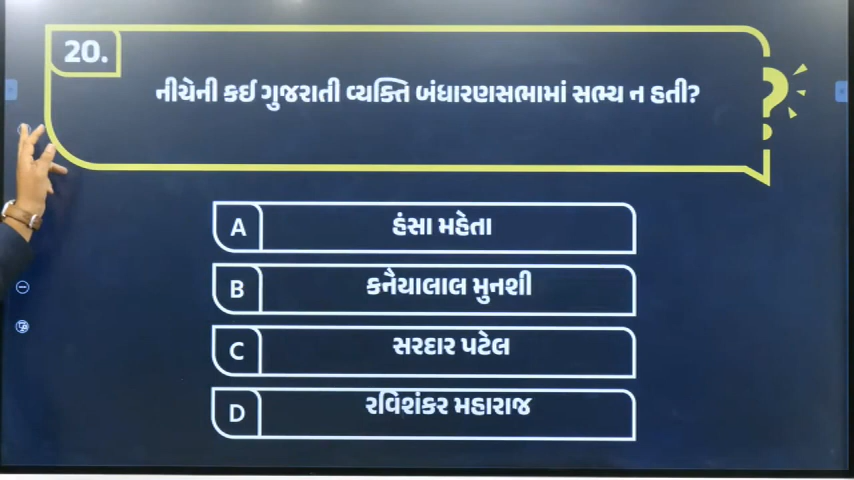 20.
નીચેની કઈ ગુજરાતી વ્યક્તિ બંધારણસભામાં સભ્ય ન હતી?
A હંસા મહેતા
B કનૈયાલાલ મુનશી
C સરદાર પટેલ
D રવિશંકર મહારાજ